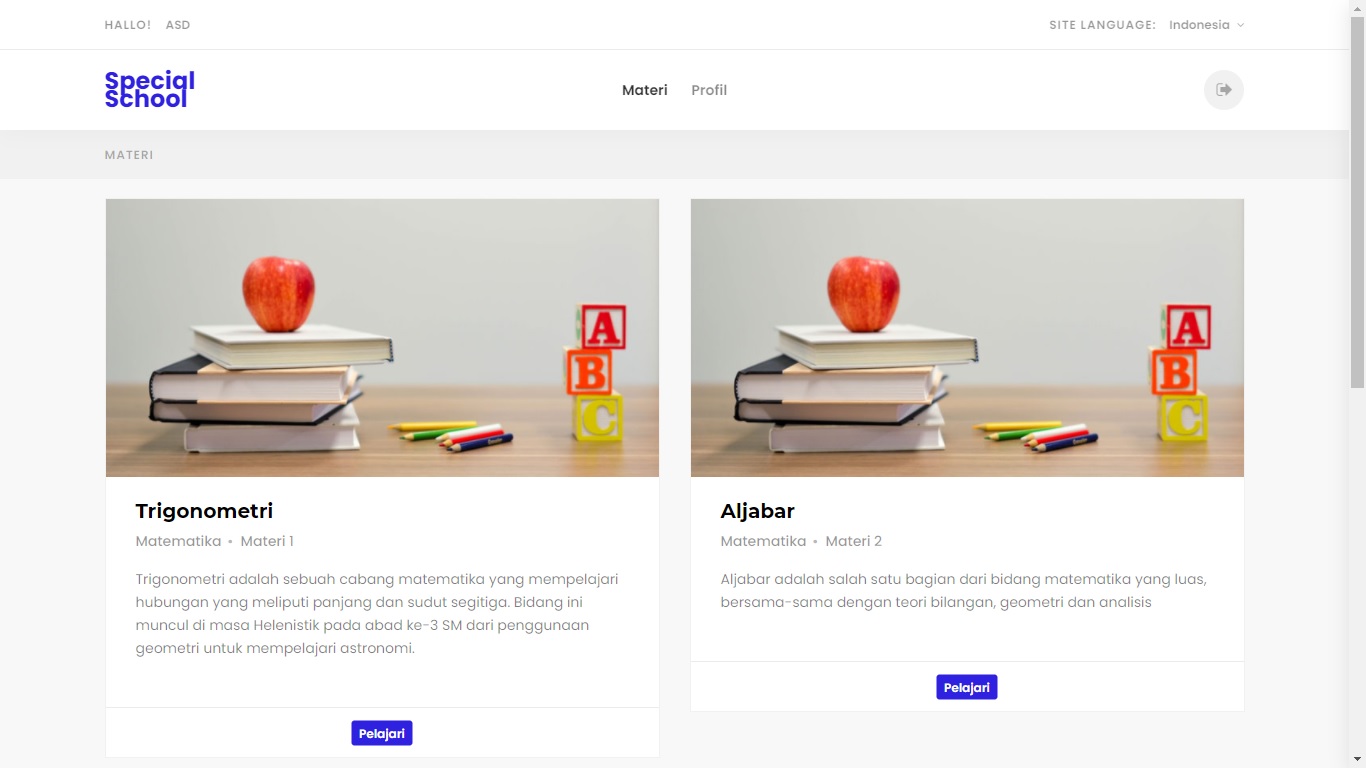 HALLO! ASD
SITE LANGUAGE: Indonesia
Special
School
Materi Profil
MATERI
A
B
C
Trigonometri
Matematika • Materi 1
Trigonometri adalah sebuah cabang matematika yang mempelajari
hubungan yang meliputi panjang dan sudut segitiga. Bidang ini
muncul di masa Helenistik pada abad ke-3 SM dari penggunaan
geometri untuk mempelajari astronomi.
Pelajari
A
B
C
Aljabar
Matematika • Materi 2
Aljabar adalah salah satu bagian dari bidang matematika yang luas,
bersama-sama dengan teori bilangan, geometri dan analisis
Pelajari